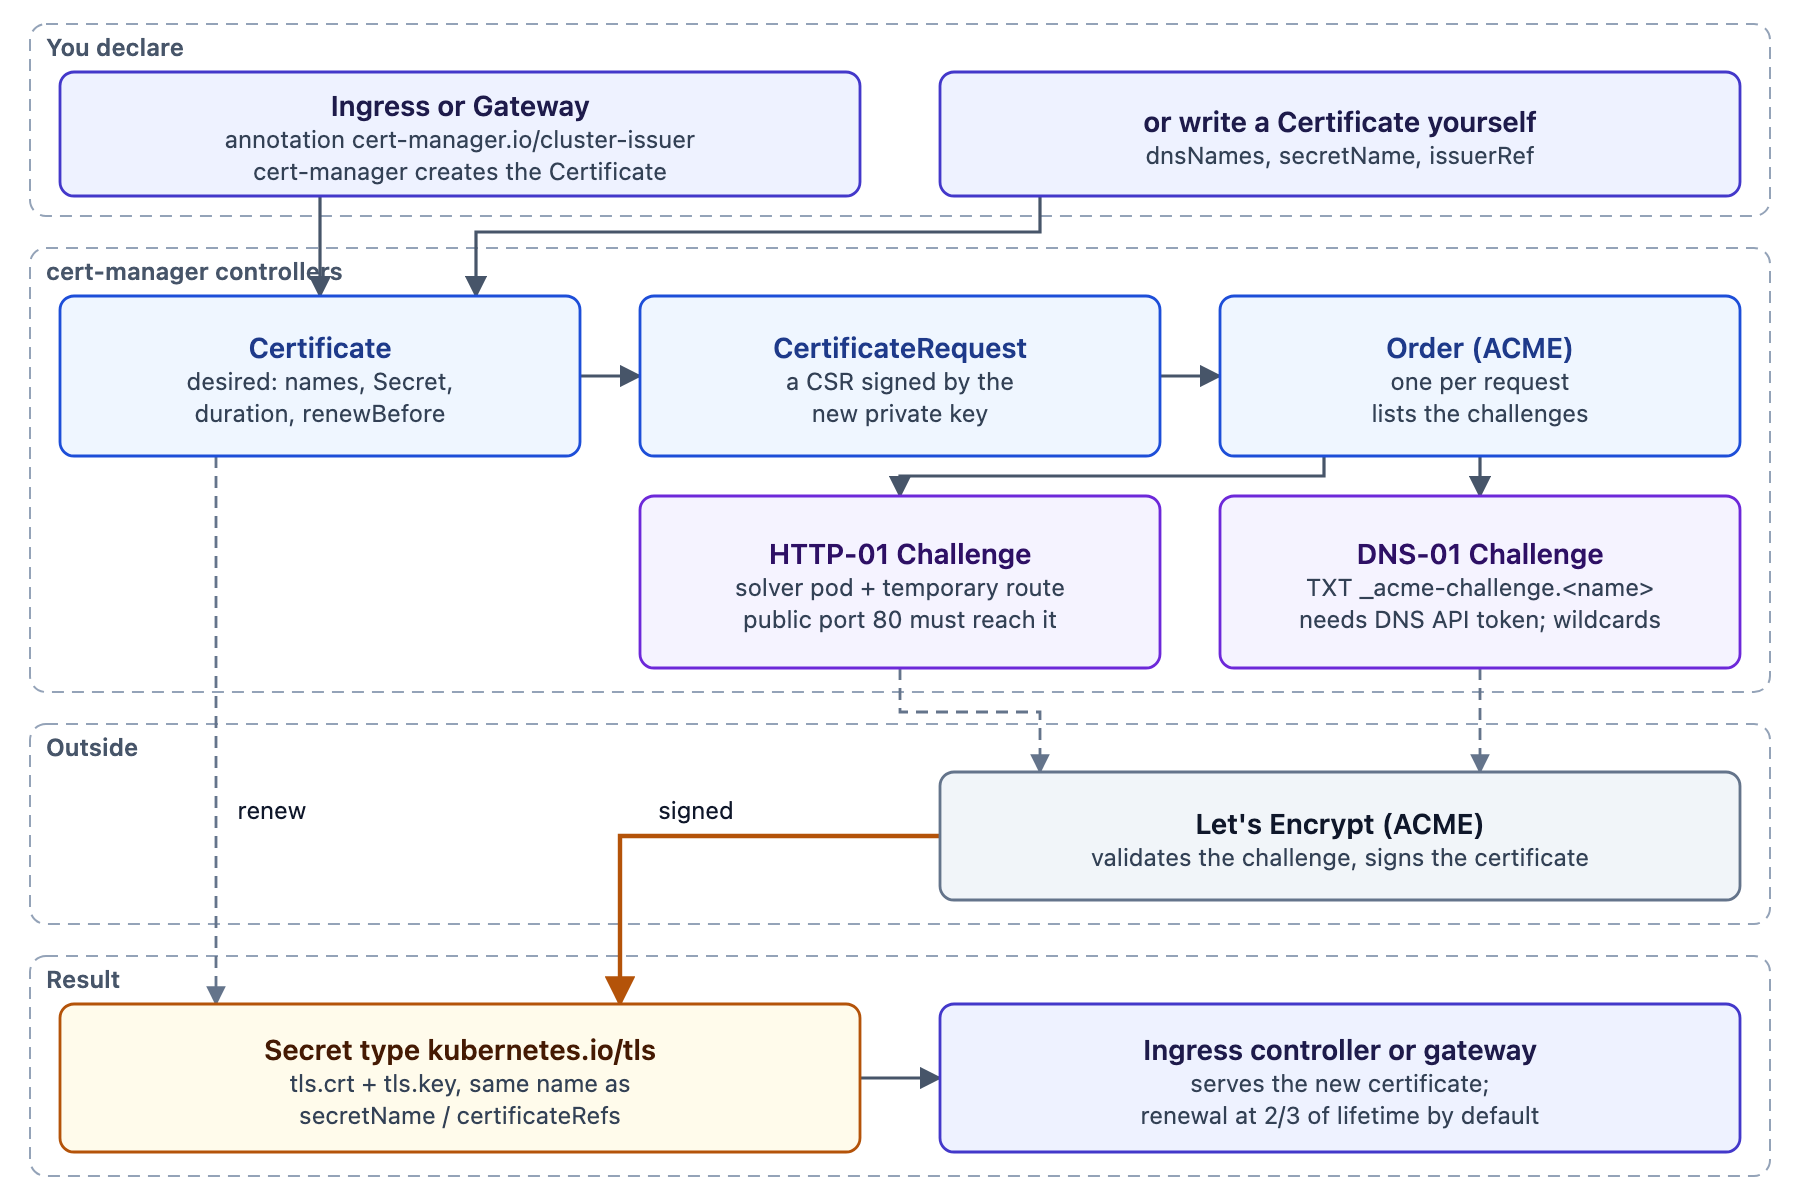 You declare
Ingress or Gateway
annotation cert-manager.io/cluster-issuer
cert-manager creates the Certificate
or write a Certificate yourself
dnsNames, secretName, issuerRef
cert-manager controllers
Certificate
desired: names, Secret,
duration, renewBefore
CertificateRequest
a CSR signed by the
new private key
Order (ACME)
one per request
lists the challenges
HTTP-01 Challenge
solver pod + temporary route
public port 80 must reach it
DNS-01 Challenge
TXT _acme-challenge.<name>
needs DNS API token; wildcards
Outside
renew
signed
Let's Encrypt (ACME)
validates the challenge, signs the certificate
Result
Secret type kubernetes.io/tls
tls.crt + tls.key, same name as
secretName / certificateRefs
Ingress controller or gateway
serves the new certificate;
renewal at 2/3 of lifetime by default